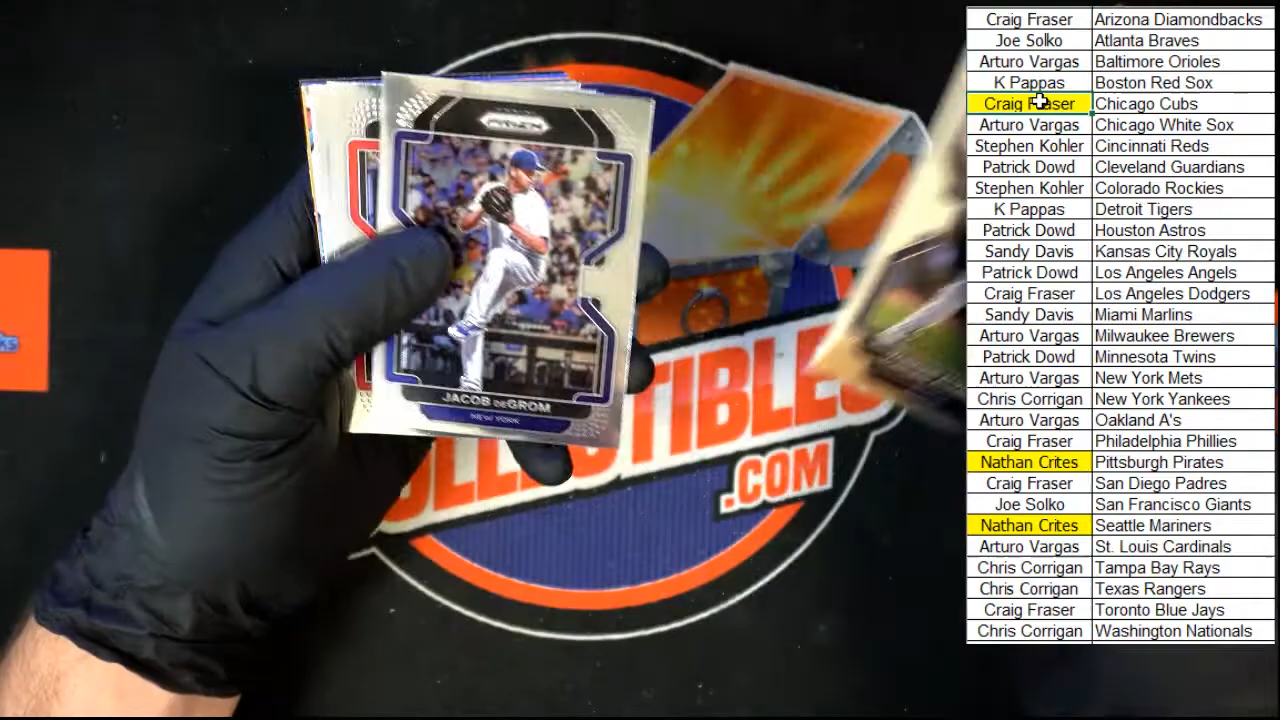 PRIZM
JACOB DEGROM
NEW YORK
COLLECTIBLES
.COM
ks
Craig Fraser Arizona Diamondbacks
Joe Solko Atlanta Braves
Arturo Vargas Baltimore Orioles
K Pappas Boston Red Sox
Craig Fraser Chicago Cubs
Arturo Vargas Chicago White Sox
Stephen Kohler Cincinnati Reds
Patrick Dowd Cleveland Guardians
Stephen Kohler Colorado Rockies
K Pappas Detroit Tigers
Patrick Dowd Houston Astros
Sandy Davis Kansas City Royals
Patrick Dowd Los Angeles Angels
Craig Fraser Los Angeles Dodgers
Sandy Davis Miami Marlins
Arturo Vargas Milwaukee Brewers
Patrick Dowd Minnesota Twins
Arturo Vargas New York Mets
Chris Corrigan New York Yankees
Arturo Vargas Oakland A's
Craig Fraser Philadelphia Phillies
Nathan Crites Pittsburgh Pirates
Craig Fraser San Diego Padres
Joe Solko San Francisco Giants
Nathan Crites Seattle Mariners
Arturo Vargas St. Louis Cardinals
Chris Corrigan Tampa Bay Rays
Chris Corrigan Texas Rangers
Craig Fraser Toronto Blue Jays
Chris Corrigan Washington Nationals